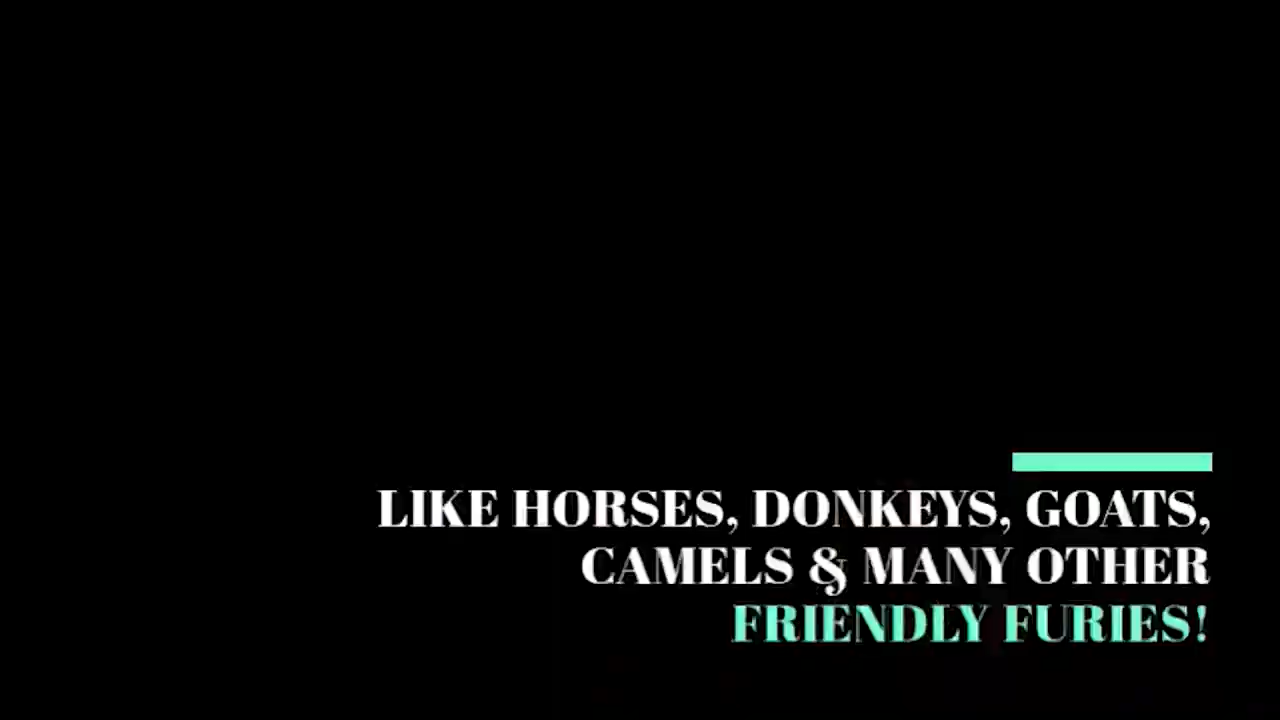 LIKE HORSES, DONKEYS, GOATS,
CAMELS & MANY OTHER
FRIENDLY FURIES!